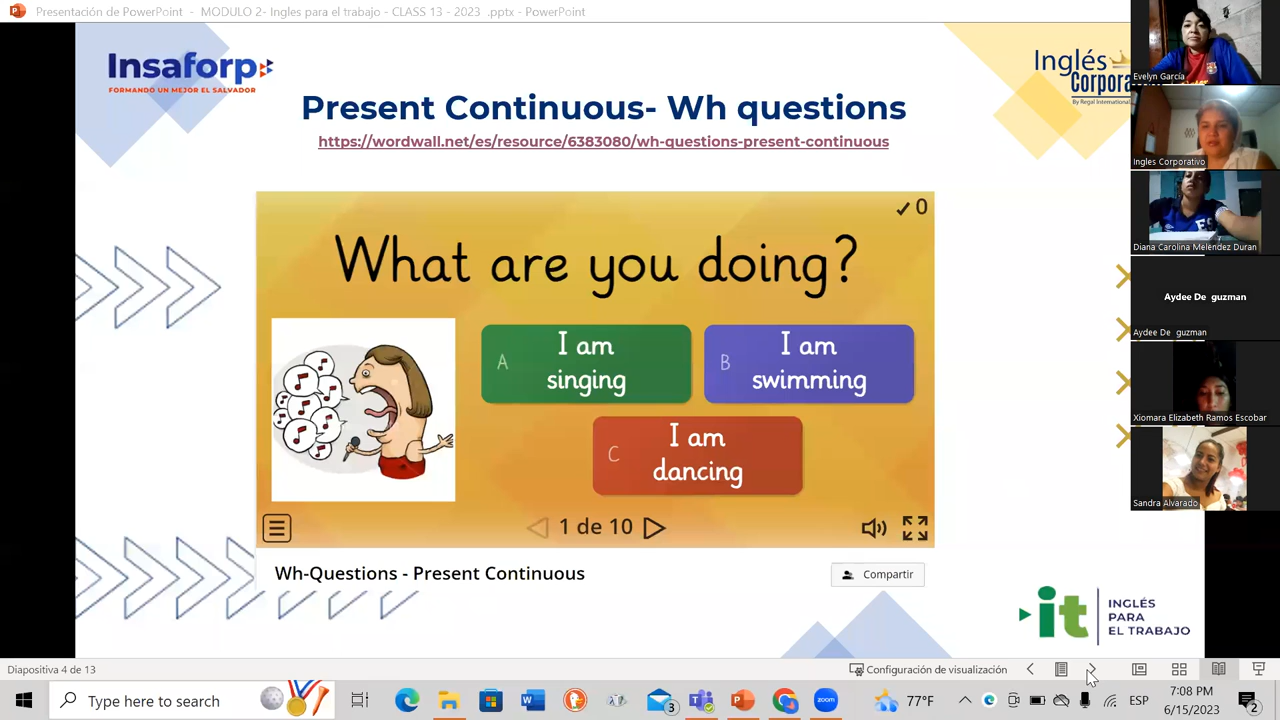 Presentación de PowerPoint - MODULO 2- Ingles para el trabajo - CLASS 13 - 2023 .pptx - PowerPoint
Insaforp
FORMANDO UN MEJOR EL SALVADOR
Inglés
By Regal International
Present Continuous- Wh questions
https://wordwall.net/es/resource/6383080/wh-questions-present-continuous
✓ 0
What are you doing?
A I am singing
B I am swimming
C I am dancing
1 de 10
Wh-Questions - Present Continuous
Compartir
it INGLÉS
PARA
EL TRABAJO
Evelyn García
Ingles Corporativo
Diana Carolina Meléndez Duran
Aydee De guzman
Aydee De guzman
Xiomara Elizabeth Ramos Escobar
Sandra Alvarado
Diapositiva 4 de 13
Configuración de visualización
Type here to search
3
zoom
77°F
ESP
7:08 PM
6/15/2023
2